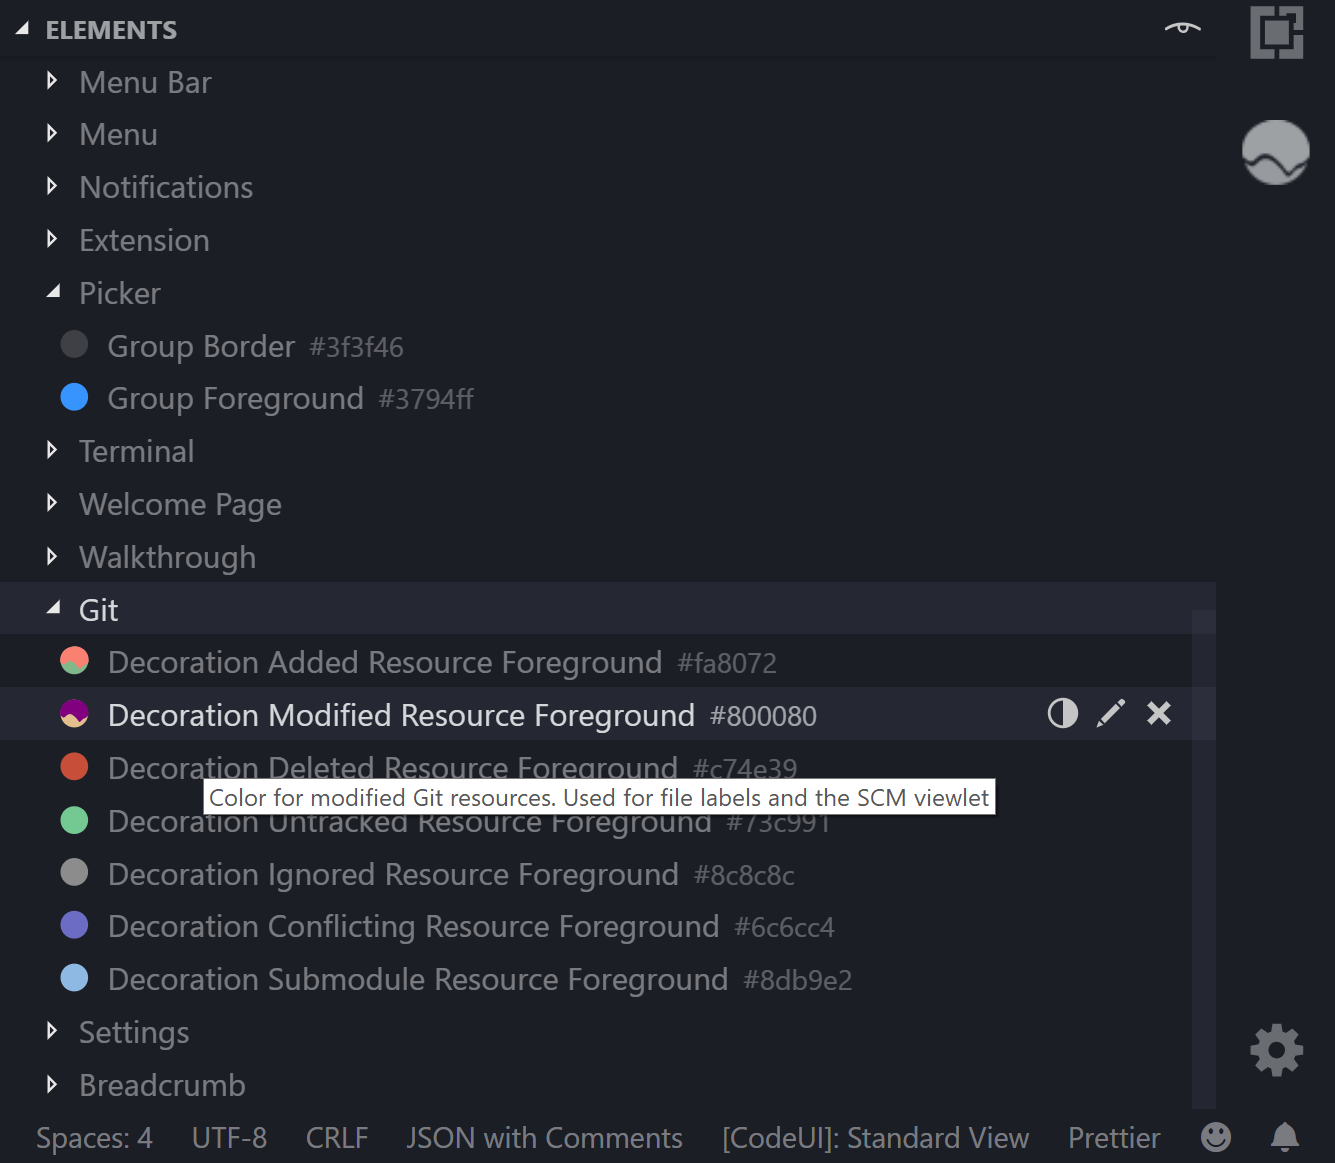 ELEMENTS
Menu Bar
Menu
Notifications
Extension
Picker
Group Border #3f3f46
Group Foreground #3794ff
Terminal
Welcome Page
Walkthrough
Git
Decoration Added Resource Foreground #fa8072
Decoration Modified Resource Foreground #800080
Decoration Deleted Resource Foreground #c74e39
Color for modified Git resources. Used for file labels and the SCM viewlet
Decoration Untracked Resource Foreground #73c991
Decoration Ignored Resource Foreground #8c8c8c
Decoration Conflicting Resource Foreground #6c6cc4
Decoration Submodule Resource Foreground #8db9e2
Settings
Breadcrumb
Spaces: 4 UTF-8 CRLF JSON with Comments [CodeUI]: Standard View Prettier